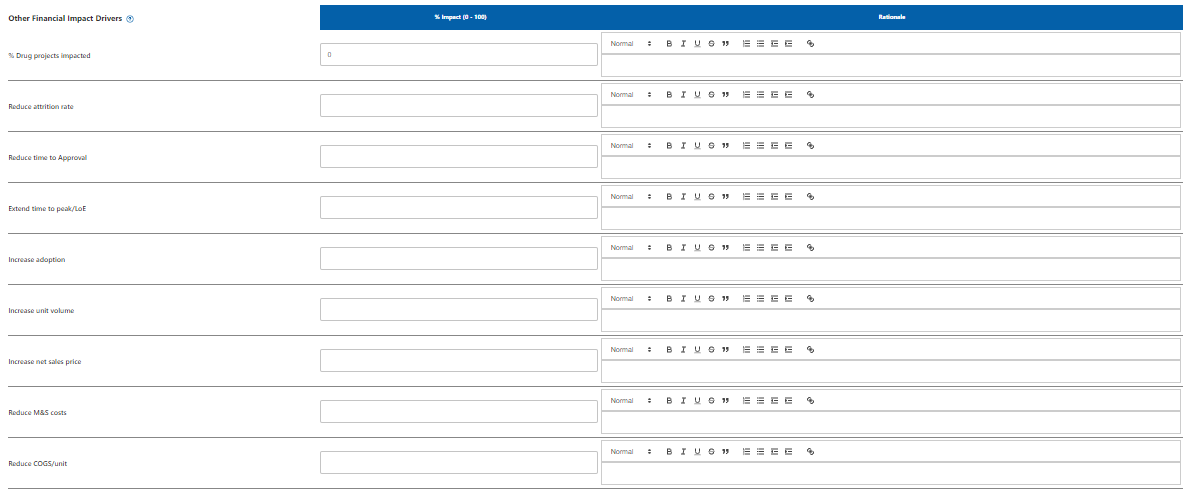 Other Financial Impact Drivers
% Impact (0 - 100)
Rationale
% Drug projects impacted
0
Normal
Reduce attrition rate
Normal
Reduce time to Approval
Normal
Extend time to peak/LoE
Normal
Increase adoption
Normal
Increase unit volume
Normal
Increase net sales price
Normal
Reduce M&S costs
Normal
Reduce COGS/unit
Normal